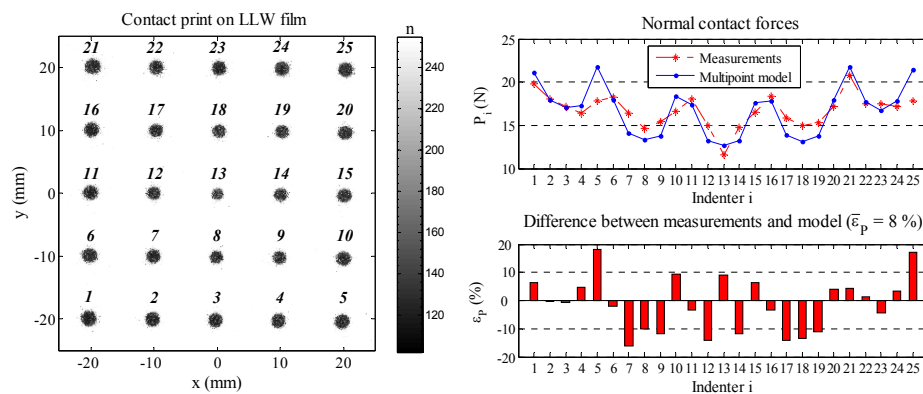 Contact print on LLW film
n
21 22 23 24 25
20
240
16 17 18 19 20
10
220
200
11 12 13 14 15
0
y (mm)
180
160
6 7 8 9 10
-10
140
1 2 3 4 5
-20
120
-20 -10 0 10 20
x (mm)
Normal contact forces
25
Measurements
Multipoint model
20
P_i (N)
15
10
1 2 3 4 5 6 7 8 9 10 11 12 13 14 15 16 17 18 19 20 21 22 23 24 25
Indenter i
Difference between measurements and model (ε̄_P = 8 %)
20
10
ε_P (%)
0
-10
-20
1 2 3 4 5 6 7 8 9 10 11 12 13 14 15 16 17 18 19 20 21 22 23 24 25
Indenter i